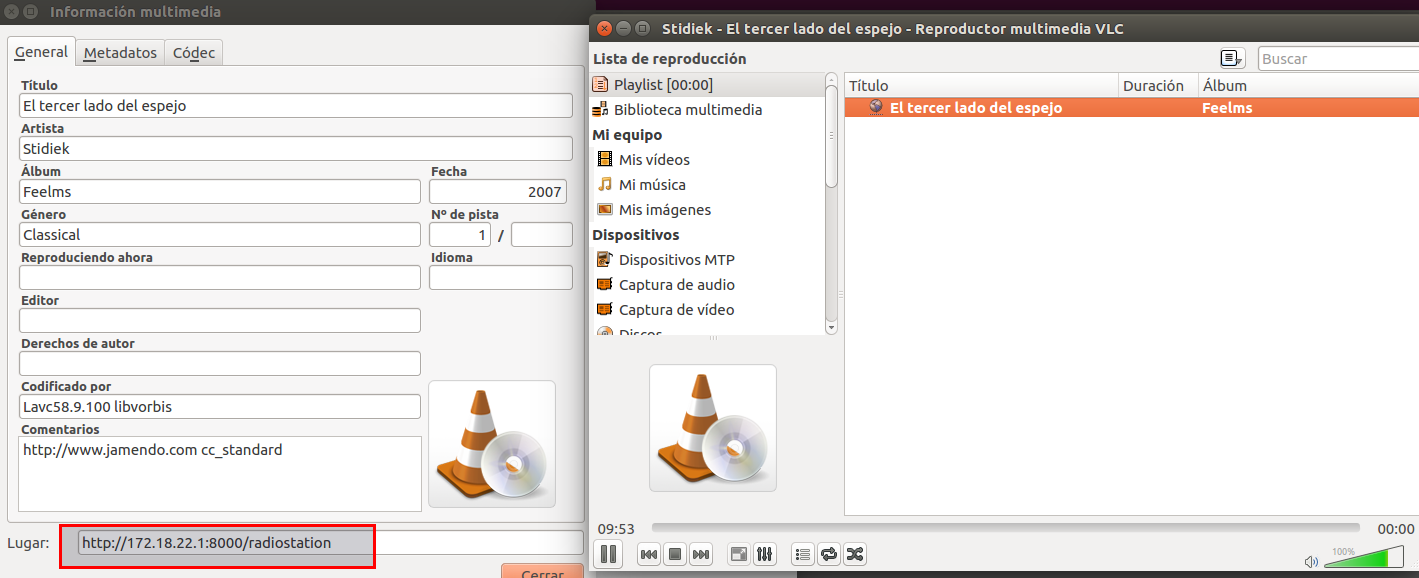 Información multimedia
General Metadatos Códec
Título
El tercer lado del espejo
Artista
Stidiek
Álbum Fecha
Feelms 2007
Género Nº de pista
Classical 1 /
Reproduciendo ahora Idioma
Editor
Derechos de autor
Codificado por
Lavc58.9.100 libvorbis
Comentarios
http://www.jamendo.com cc_standard
Lugar: http://172.18.22.1:8000/radiostation
Cerrar
Stidiek - El tercer lado del espejo - Reproductor multimedia VLC
Lista de reproducción Buscar
Playlist [00:00]
Biblioteca multimedia
Mi equipo
Mis vídeos
Mi música
Mis imágenes
Dispositivos
Dispositivos MTP
Captura de audio
Captura de vídeo
Discos
Título Duración Álbum
El tercer lado del espejo Feelms
09:53 00:00
100%